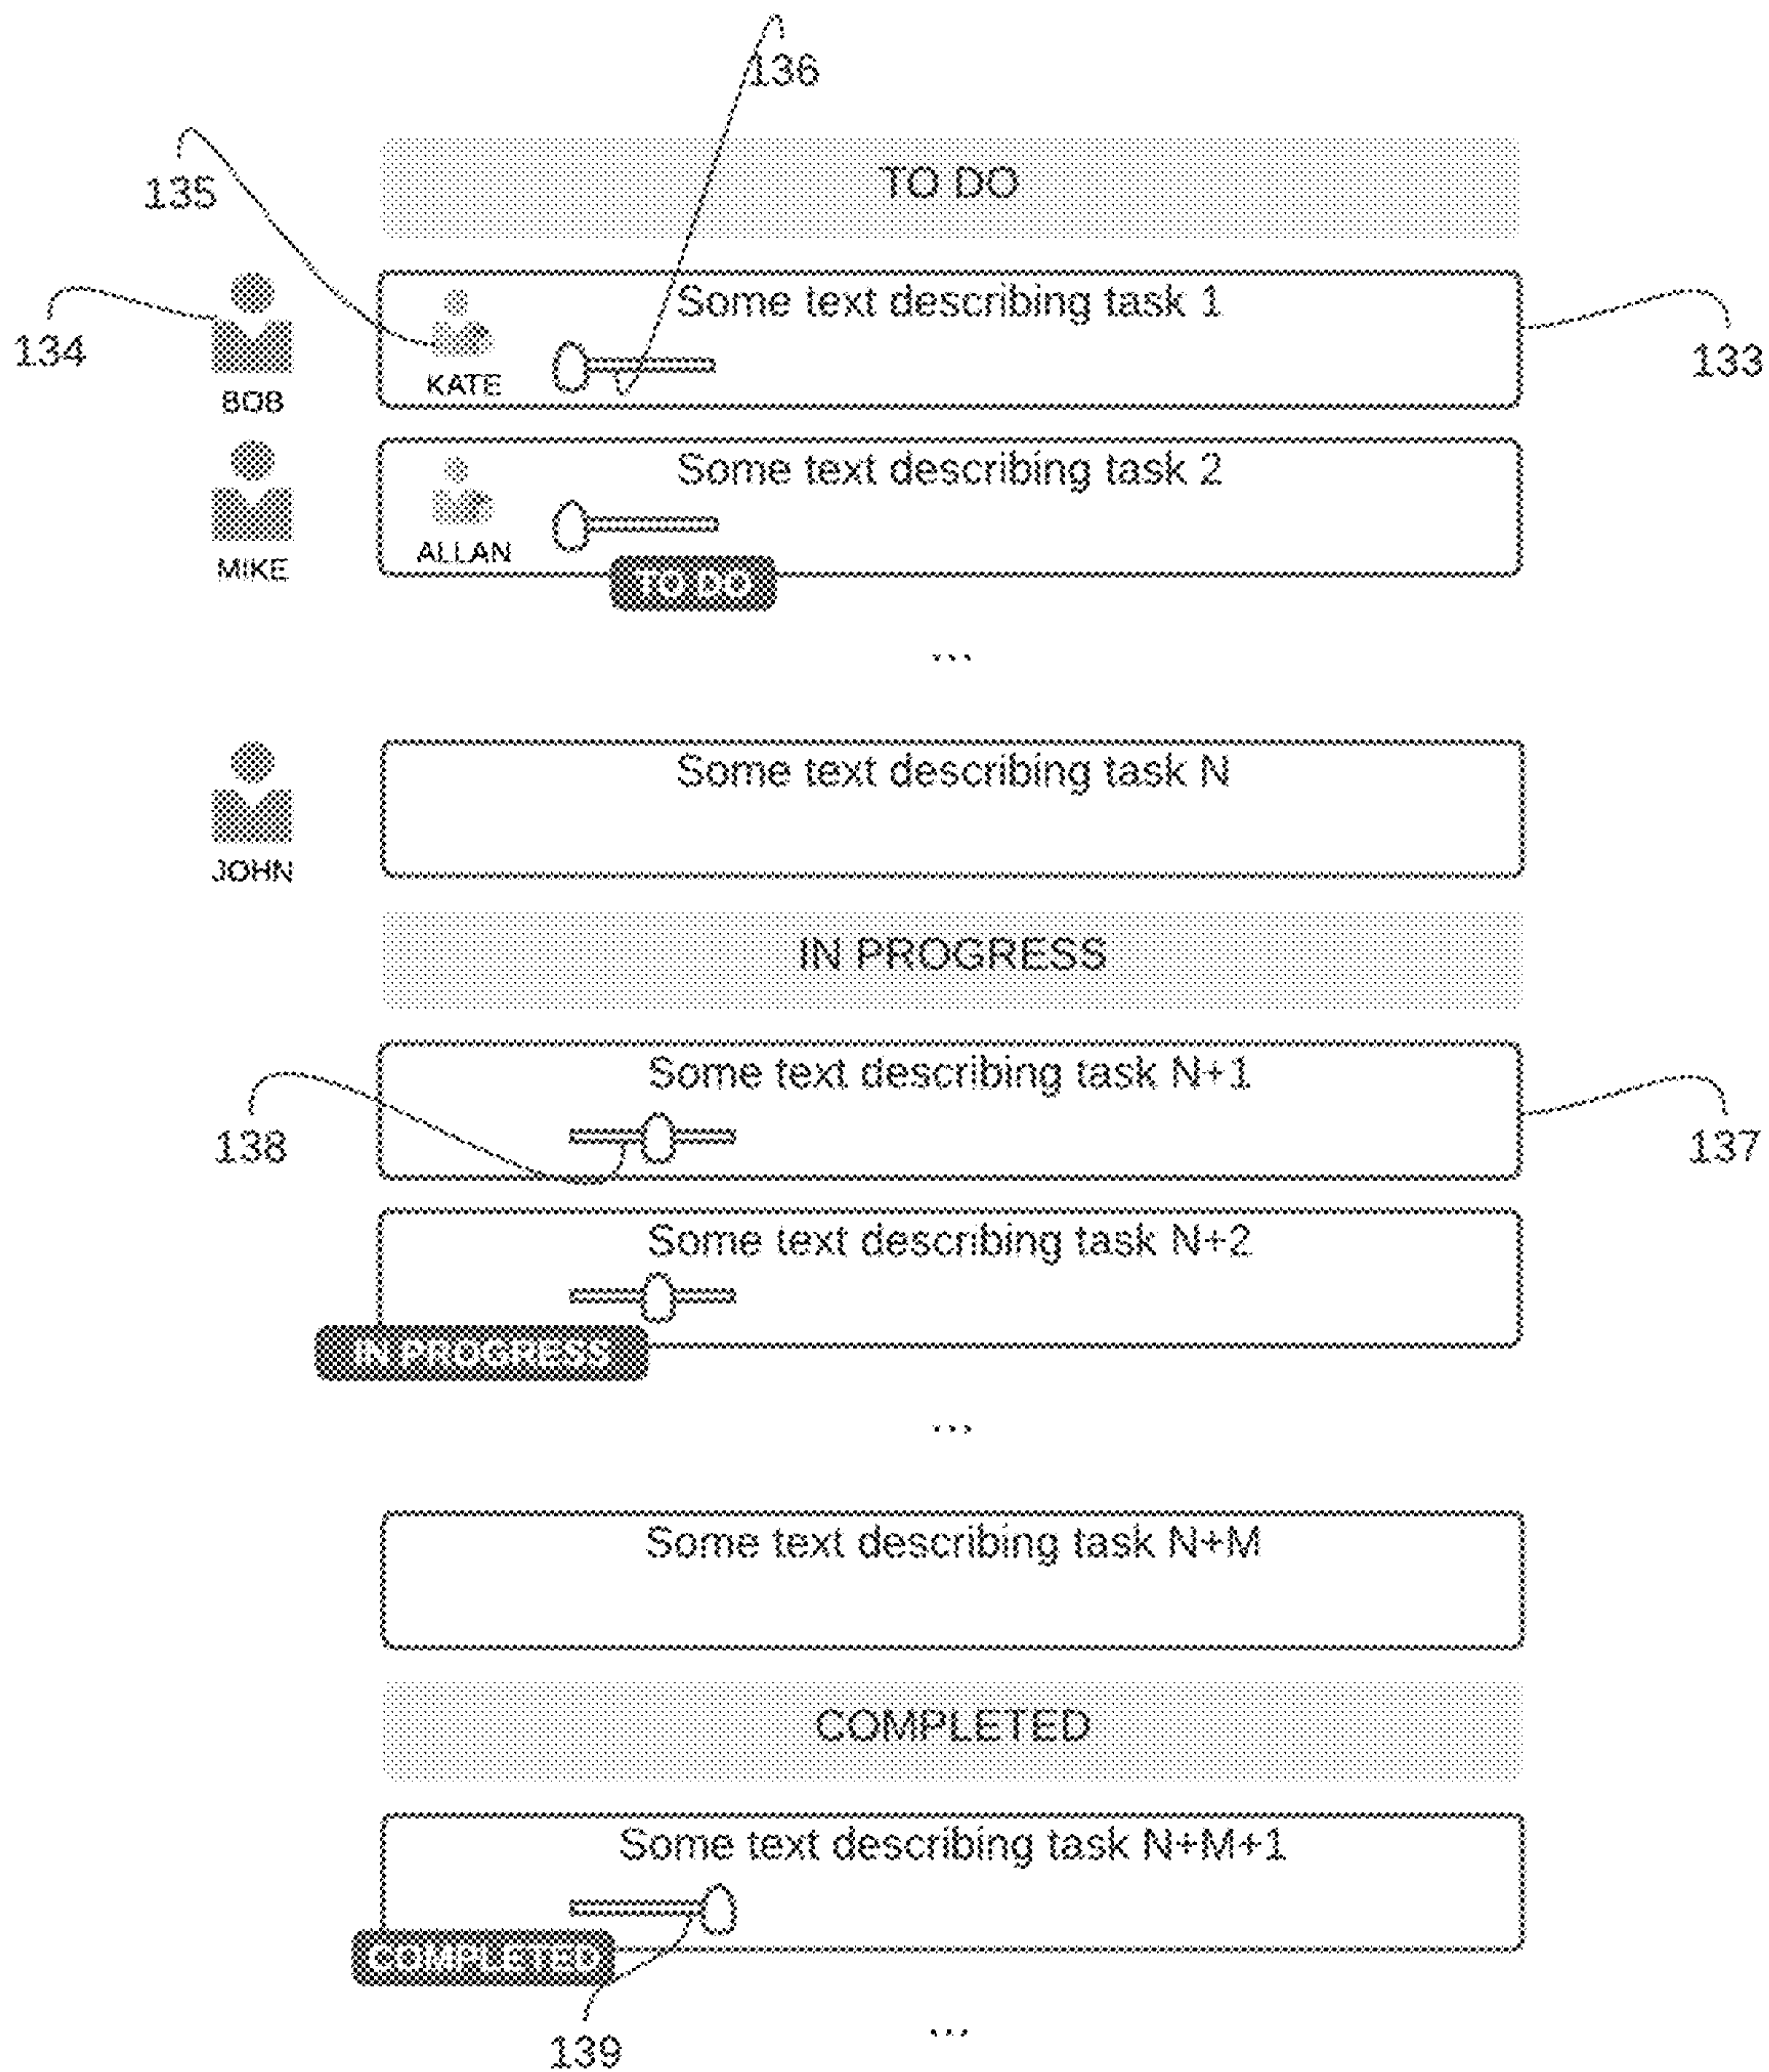 136
135
TO DO
134
BOB
KATE
Some text describing task 1
133
MIKE
ALLAN
Some text describing task 2
TO DO
...
JOHN
Some text describing task N
IN PROGRESS
Some text describing task N+1
138
137
Some text describing task N+2
IN PROGRESS
...
Some text describing task N+M
COMPLETED
Some text describing task N+M+1
COMPLETED
139
...